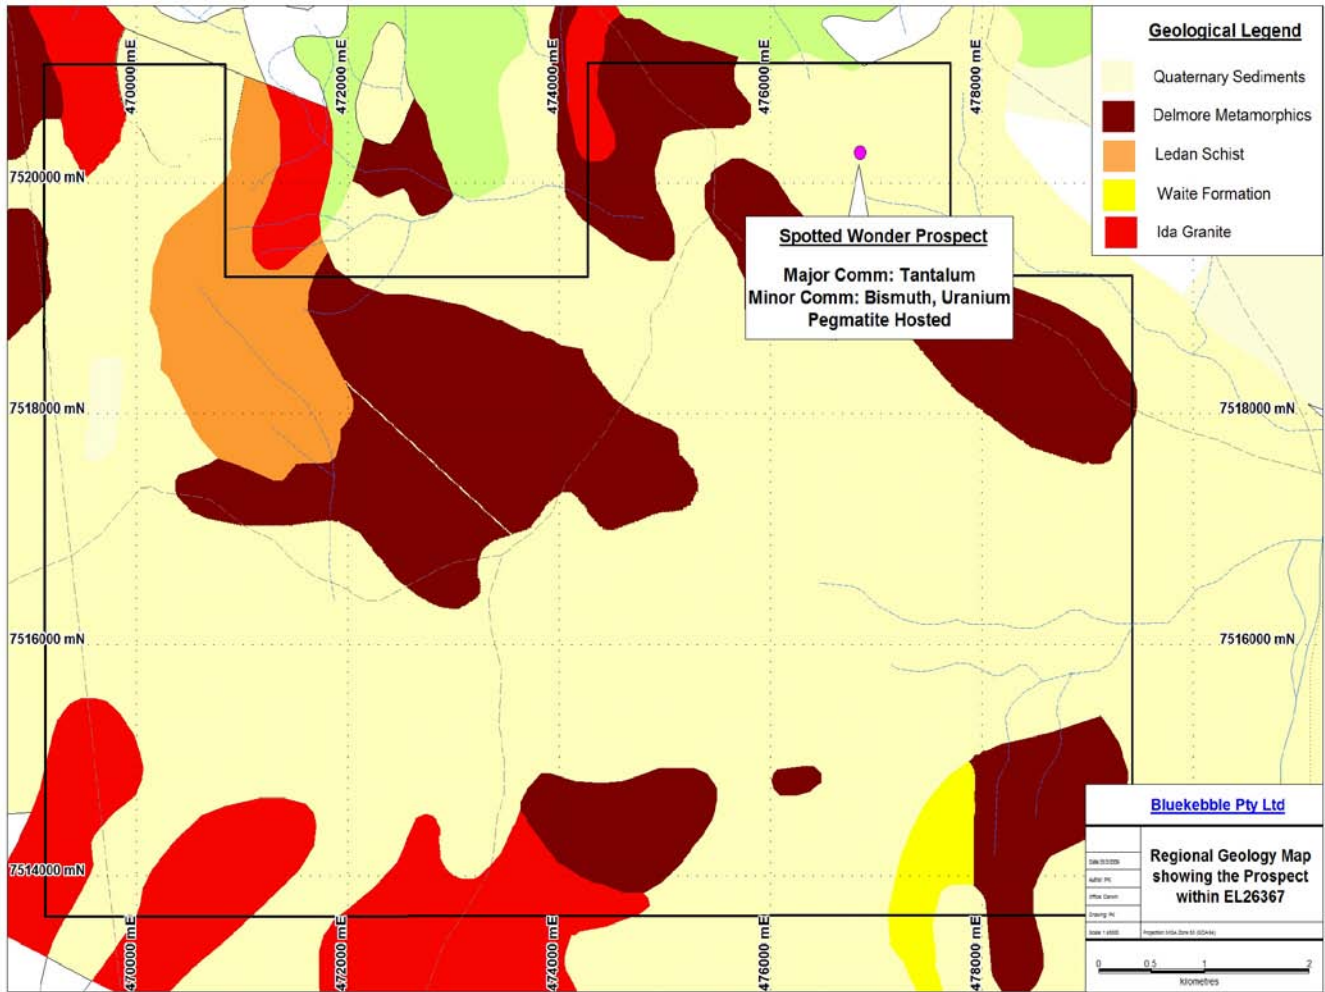 470000 mE
472000 mE
474000 mE
476000 mE
478000 mE
Geological Legend
Quaternary Sediments
Delmore Metamorphics
Ledan Schist
Waite Formation
Ida Granite
7520000 mN
Spotted Wonder Prospect
Major Comm: Tantalum
Minor Comm: Bismuth, Uranium
Pegmatite Hosted
7518000 mN
7518000 mN
7516000 mN
7516000 mN
7514000 mN
Bluekebble Pty Ltd
Regional Geology Map
showing the Prospect
within EL26367
0 0.5 1 2
kilometres
470000 mE
472000 mE
474000 mE
476000 mE
478000 mE